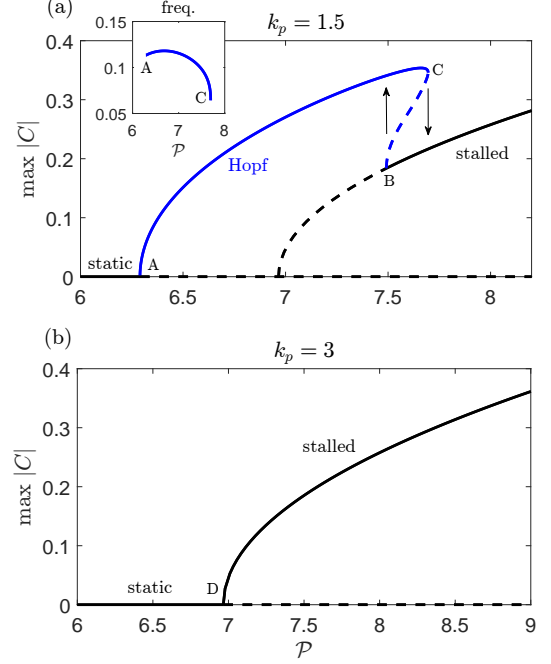 (a)
k_p = 1.5
freq.
0.15
0.1
0.05
A
C
6
7
8
𝒫
max |C|
0.4
0.3
0.2
0.1
0
Hopf
C
B
stalled
static
A
6
6.5
7
7.5
8
(b)
k_p = 3
max |C|
0.4
0.3
0.2
0.1
0
stalled
static
D
6
6.5
7
7.5
8
8.5
9
𝒫